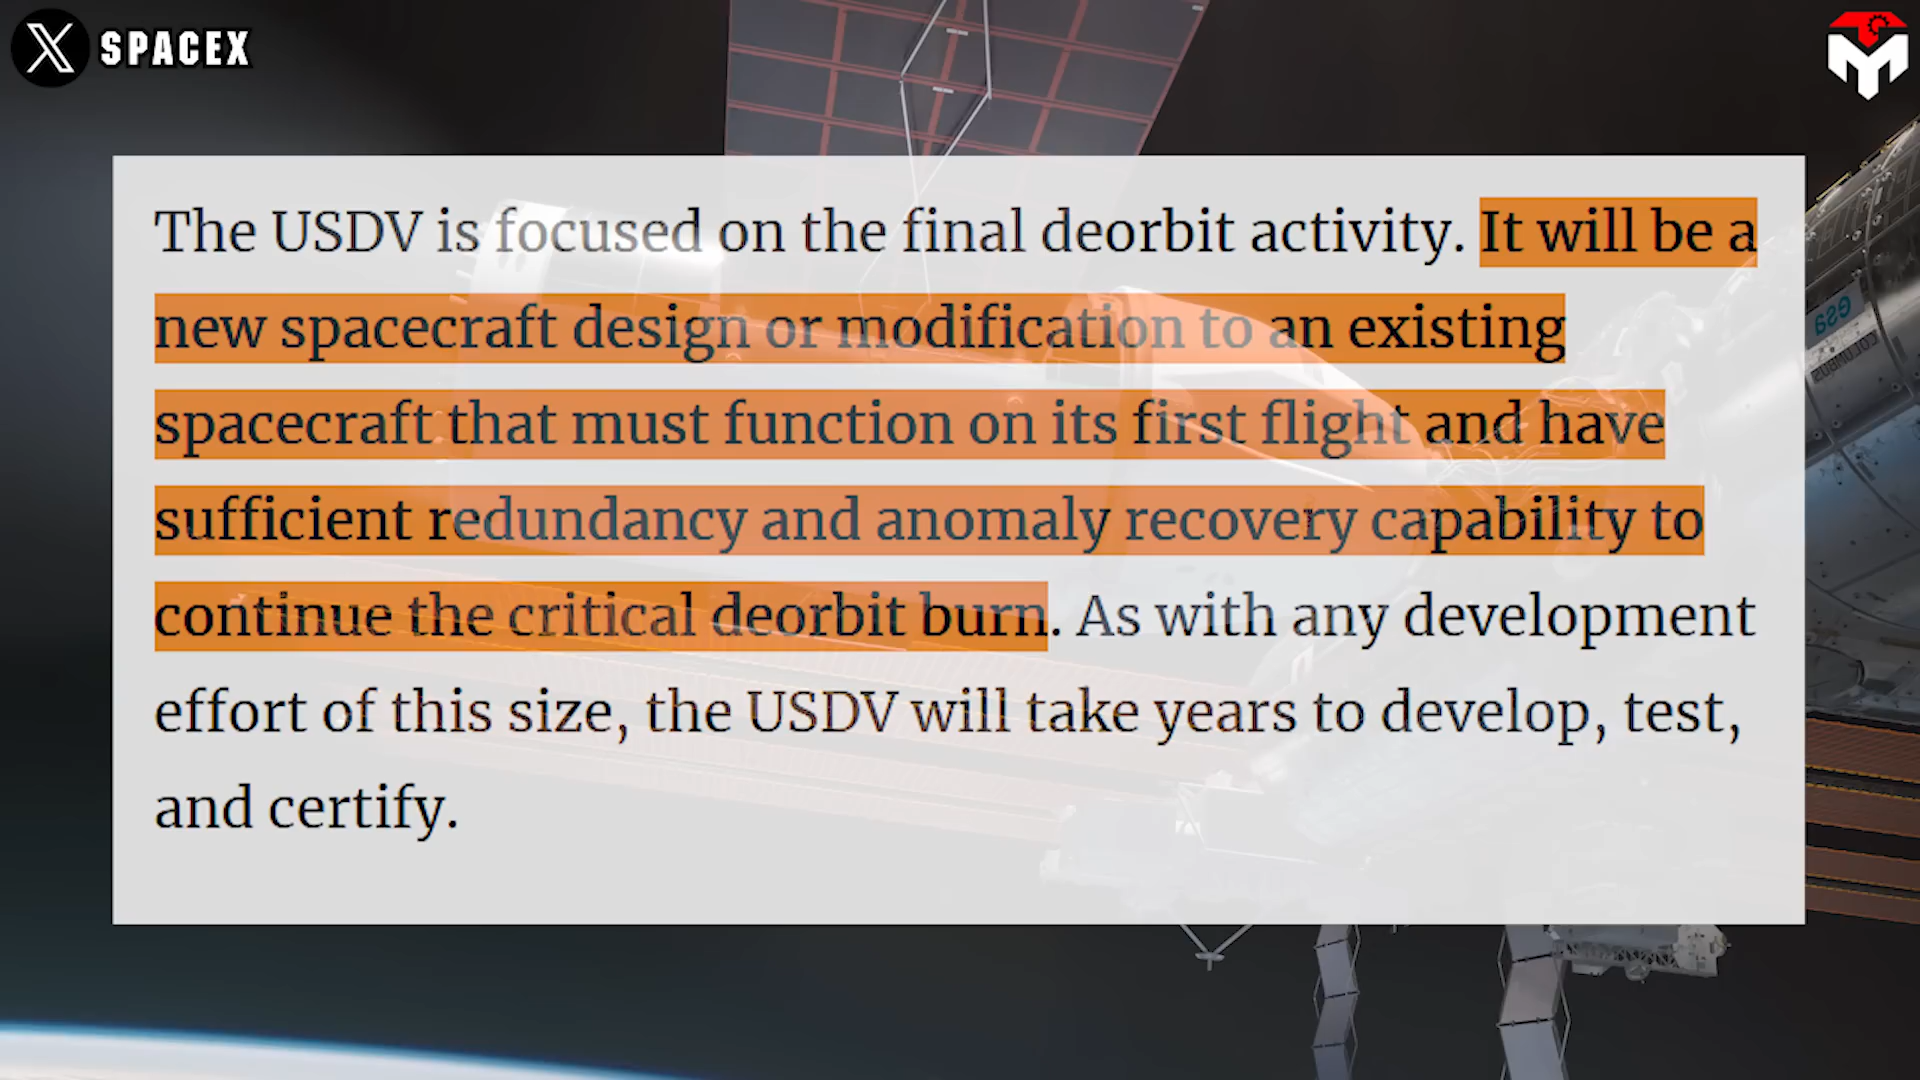 SPACEX
The USDV is focused on the final deorbit activity. It will be a
new spacecraft design or modification to an existing
spacecraft that must function on its first flight and have
sufficient redundancy and anomaly recovery capability to
continue the critical deorbit burn. As with any development
effort of this size, the USDV will take years to develop, test,
and certify.
esa
COLUMBUS